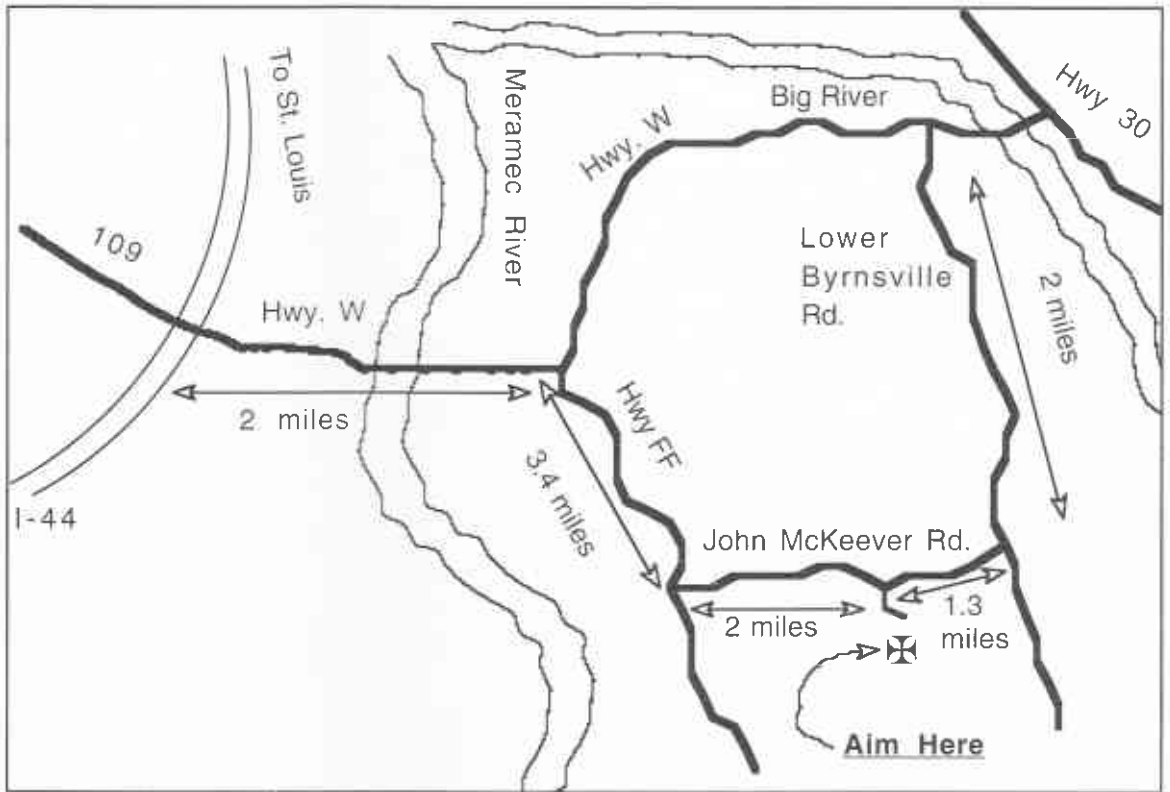 To St. Louis
Meramec River
Big River
Hwy 30
Hwy. W
109
Lower
Byrnsville
Rd.
Hwy. W
2 miles
2 miles
Hwy FF
3.4 miles
I-44
John McKeever Rd.
2 miles
1.3
miles
Aim Here